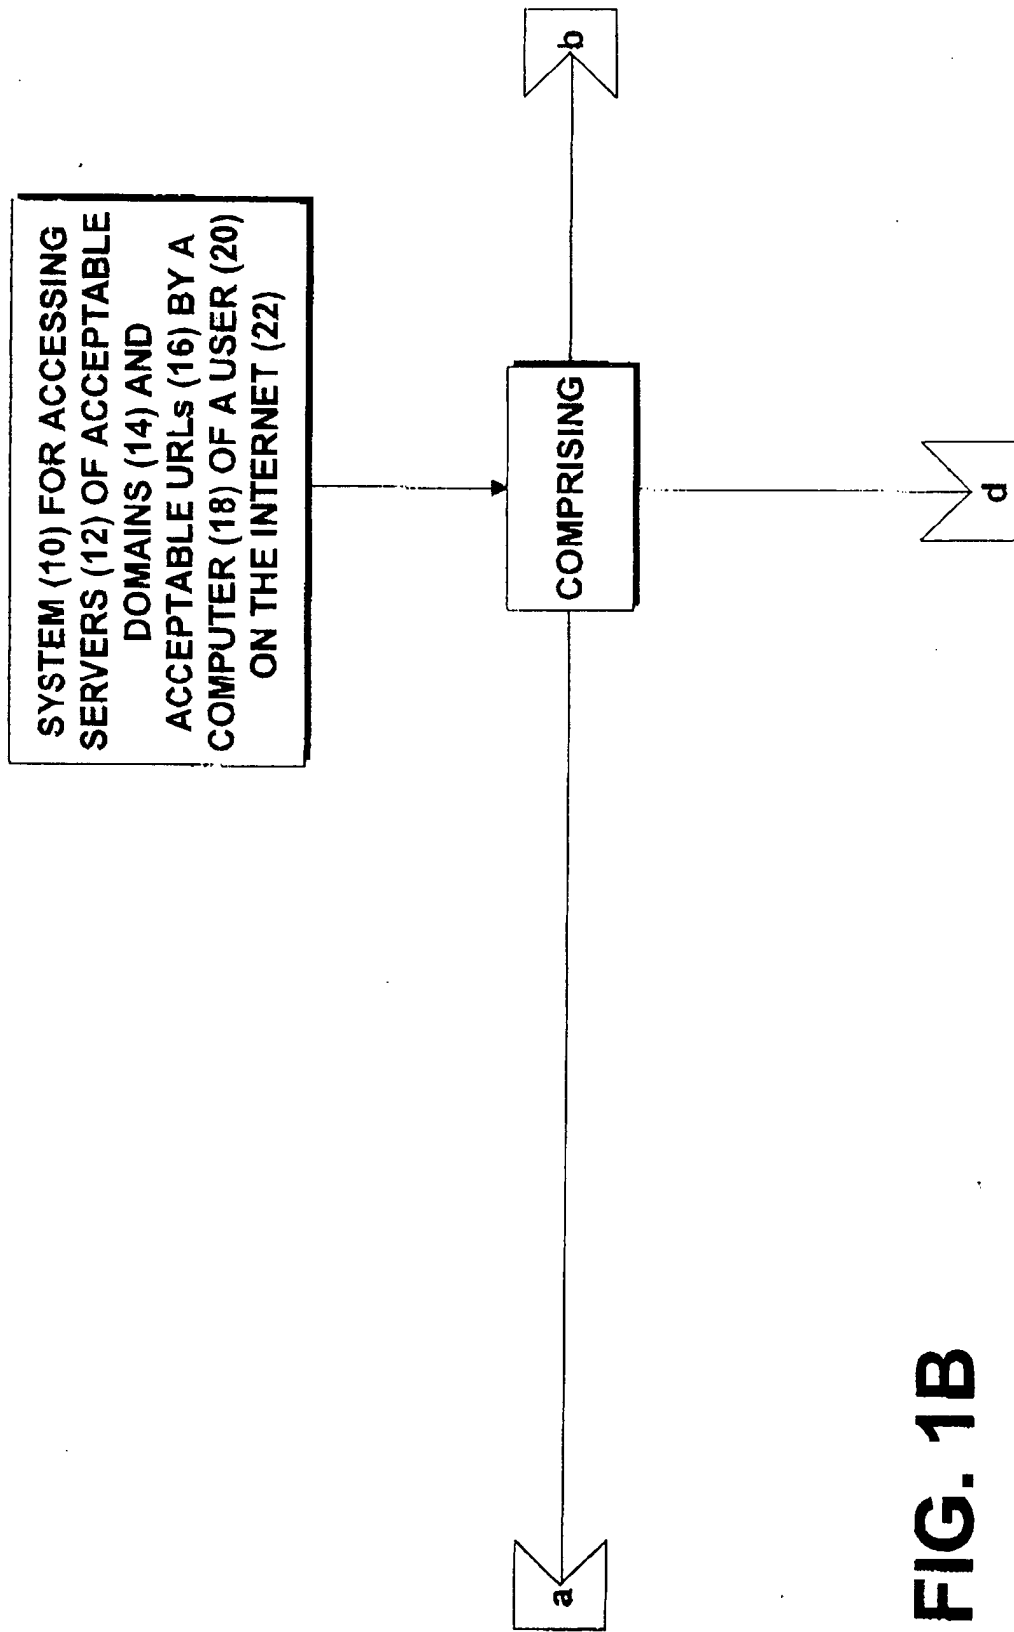 SYSTEM (10) FOR ACCESSING
SERVERS (12) OF ACCEPTABLE
DOMAINS (14) AND
ACCEPTABLE URLs (16) BY A
COMPUTER (18) OF A USER (20)
ON THE INTERNET (22)
COMPRISING
a
b
d
FIG. 1B